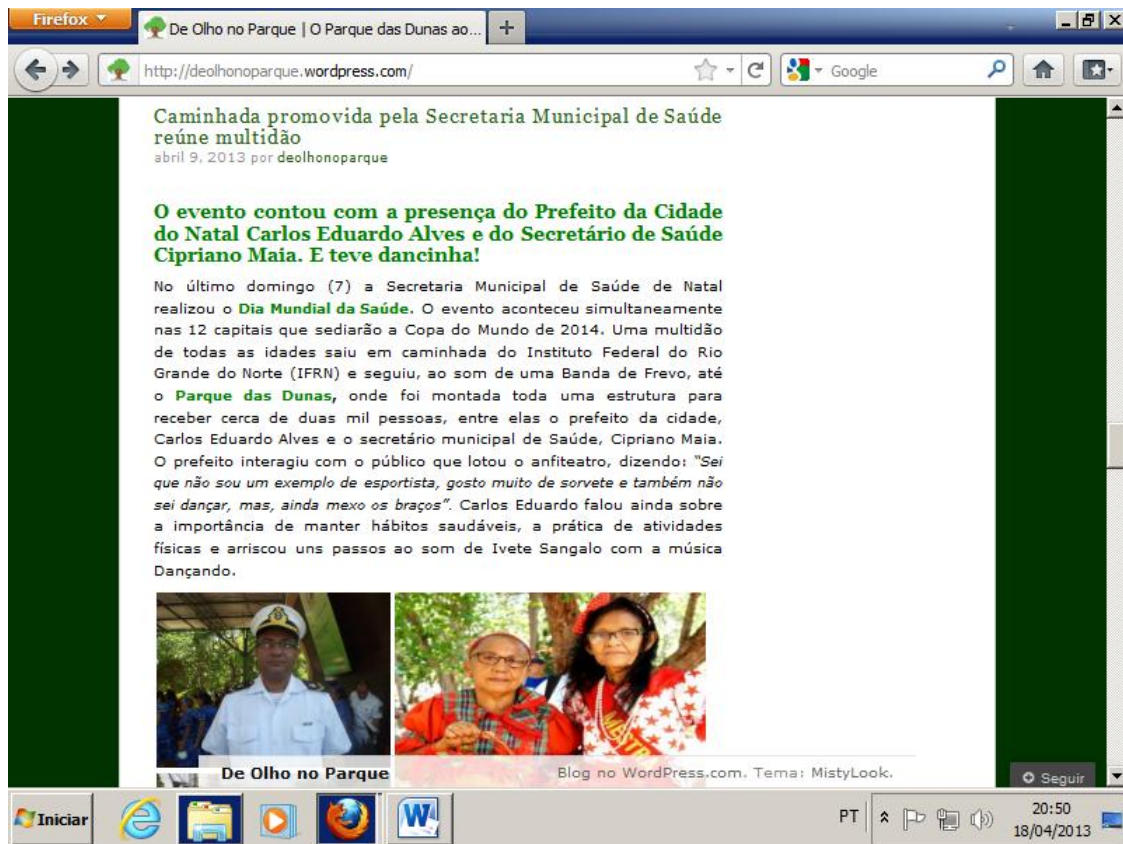 Firefox
De Olho no Parque | O Parque das Dunas ao...
http://deolhonoparque.wordpress.com/
Google
Caminhada promovida pela Secretaria Municipal de Saúde
reúne multidão
abril 9, 2013 por deolhonoparque
O evento contou com a presença do Prefeito da Cidade
do Natal Carlos Eduardo Alves e do Secretário de Saúde
Cipriano Maia. E teve dancinha!
No último domingo (7) a Secretaria Municipal de Saúde de Natal
realizou o Dia Mundial da Saúde. O evento aconteceu simultaneamente
nas 12 capitais que sediarão a Copa do Mundo de 2014. Uma multidão
de todas as idades saiu em caminhada do Instituto Federal do Rio
Grande do Norte (IFRN) e seguiu, ao som de uma Banda de Frevo, até
o Parque das Dunas, onde foi montada toda uma estrutura para
receber cerca de duas mil pessoas, entre elas o prefeito da cidade,
Carlos Eduardo Alves e o secretário municipal de Saúde, Cipriano Maia.
O prefeito interagiu com o público que lotou o anfiteatro, dizendo: "Sei
que não sou um exemplo de esportista, gosto muito de sorvete e também não
sei dançar, mas, ainda mexo os braços". Carlos Eduardo falou ainda sobre
a importância de manter hábitos saudáveis, a prática de atividades
físicas e arriscou uns passos ao som de Ivete Sangalo com a música
Dançando.
MESTR
De Olho no Parque
Blog no WordPress.com. Tema: MistyLook.
Seguir
Iniciar
PT
20:50
18/04/2013